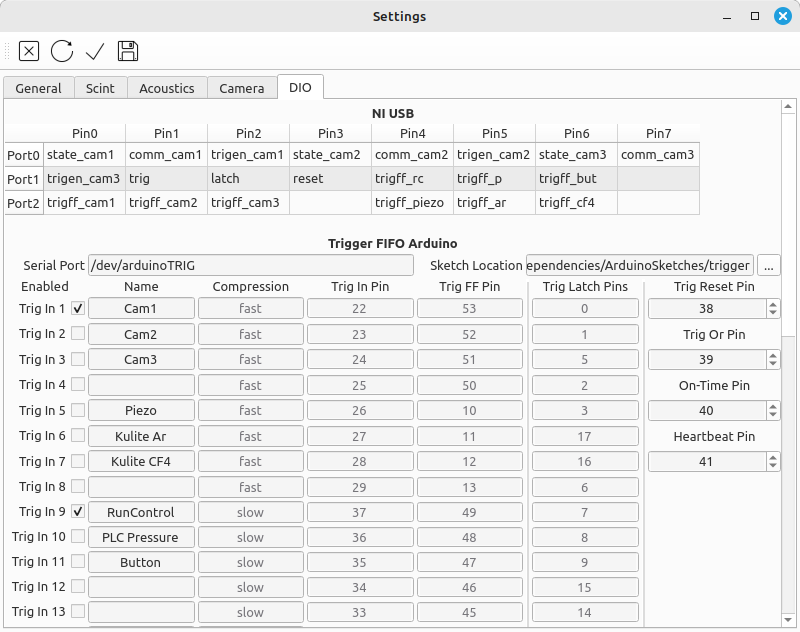 Settings
General Scint Acoustics Camera DIO
NI USB
Pin0 Pin1 Pin2 Pin3 Pin4 Pin5 Pin6 Pin7
Port0 state_cam1 comm_cam1 trigen_cam1 state_cam2 comm_cam2 trigen_cam2 state_cam3 comm_cam3
Port1 trigen_cam3 trig latch reset trigff_rc trigff_p trigff_but
Port2 trigff_cam1 trigff_cam2 trigff_cam3 trigff_piezo trigff_ar trigff_cf4
Trigger FIFO Arduino
Serial Port /dev/arduinoTRIG Sketch Location ependencies/ArduinoSketches/trigger ...
Enabled Name Compression Trig In Pin Trig FF Pin Trig Latch Pins Trig Reset Pin
Trig In 1 Cam1 fast 22 53 0 38
Trig In 2 Cam2 fast 23 52 1 Trig Or Pin
Trig In 3 Cam3 fast 24 51 5 39
Trig In 4 fast 25 50 2 On-Time Pin
Trig In 5 Piezo fast 26 10 3 40
Trig In 6 Kulite Ar fast 27 11 17 Heartbeat Pin
Trig In 7 Kulite CF4 fast 28 12 16 41
Trig In 8 fast 29 13 6
Trig In 9 RunControl slow 37 49 7
Trig In 10 PLC Pressure slow 36 48 8
Trig In 11 Button slow 35 47 9
Trig In 12 slow 34 46 15
Trig In 13 slow 33 45 14